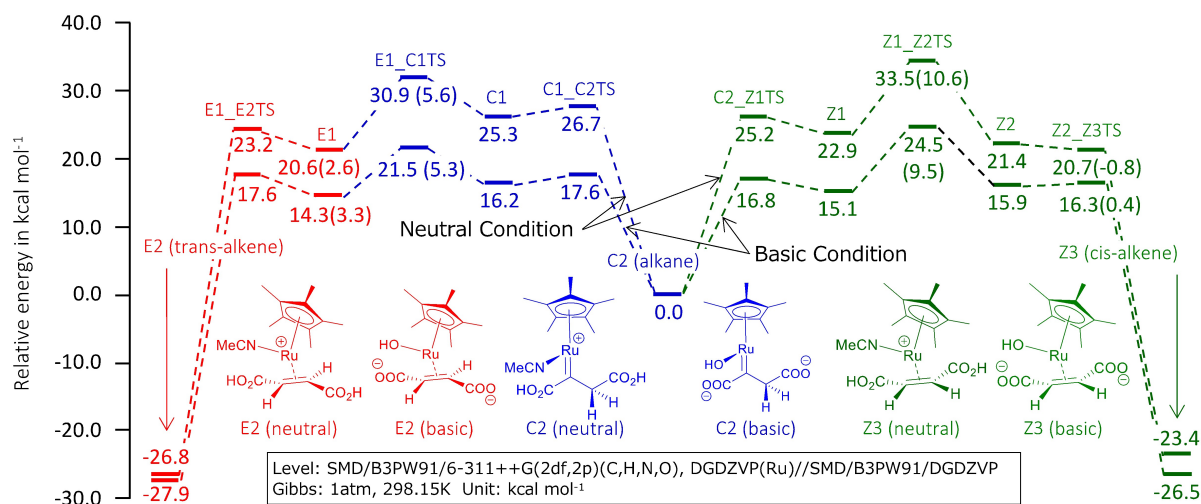 Relative energy in kcal mol⁻¹
40.0
30.0
20.0
10.0
0.0
-10.0
-20.0
-30.0
E1_E2TS
23.2
17.6
E1
20.6(2.6)
14.3(3.3)
E1_C1TS
30.9 (5.6)
21.5 (5.3)
C1
25.3
16.2
C1_C2TS
26.7
17.6
C2_Z1TS
25.2
16.8
Z1
22.9
15.1
Z1_Z2TS
33.5(10.6)
24.5
(9.5)
Z2
21.4
15.9
Z2_Z3TS
20.7(-0.8)
16.3(0.4)
E2 (trans-alkene)
Neutral Condition
C2 (alkane)
Basic Condition
Z3 (cis-alkene)
0.0
-26.8
-27.9
-23.4
-26.5
MeCN
Ru
⊕
HO₂C
H
H
CO₂H
E2 (neutral)
HO
Ru
⊖
OOC
H
H
COO
⊖
E2 (basic)
Ru
⊕
MeCN
HO₂C
CO₂H
H
H
C2 (neutral)
Ru
HO
OOC
⊖
COO
⊖
H
H
C2 (basic)
MeCN
Ru
⊕
HO₂C
H
CO₂H
H
Z3 (neutral)
HO
Ru
⊖
OOC
H
COO
⊖
H
Z3 (basic)
Level: SMD/B3PW91/6-311++G(2df,2p)(C,H,N,O), DGDZVP(Ru)//SMD/B3PW91/DGDZVP
Gibbs: 1atm, 298.15K Unit: kcal mol⁻¹